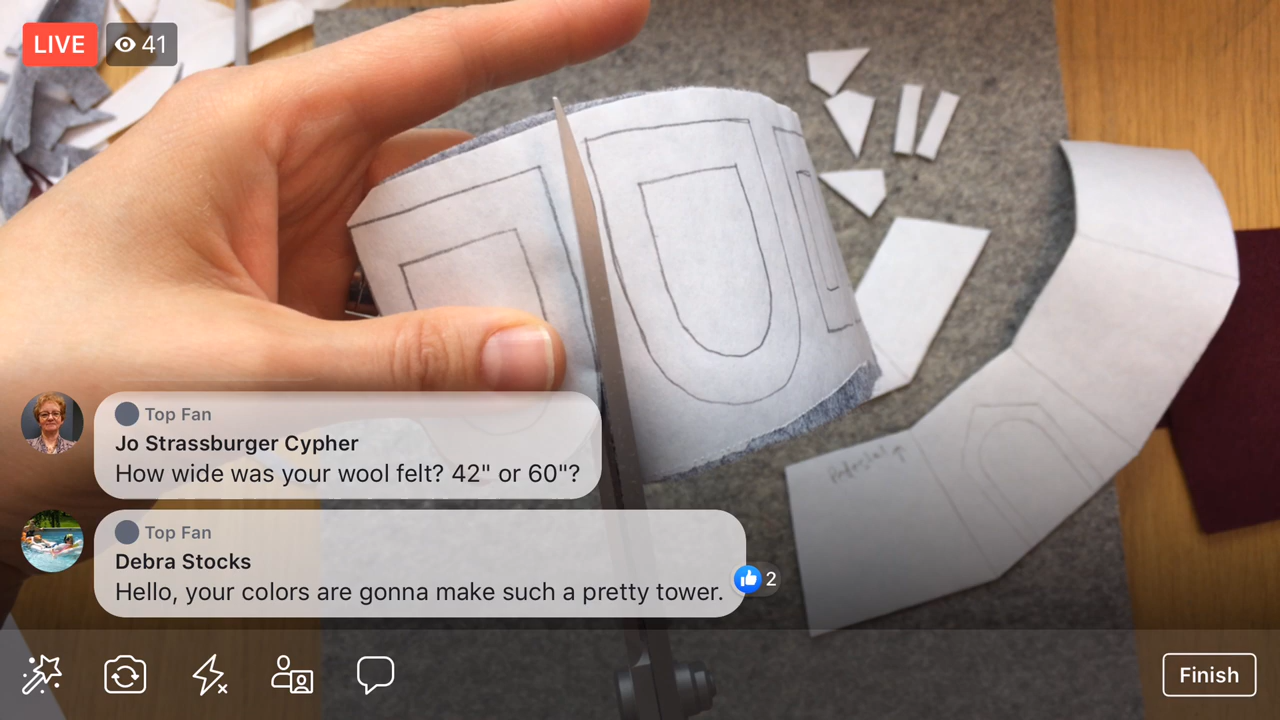 LIVE 41
Top Fan
Jo Strassburger Cypher
How wide was your wool felt? 42" or 60"?
Top Fan
Debra Stocks
Hello, your colors are gonna make such a pretty tower.
2
Finish